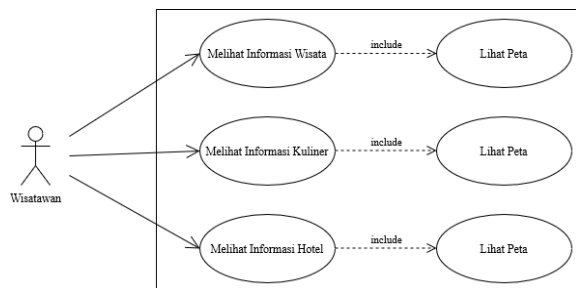 Melihat Informasi Wisata
include
Lihat Peta
Melihat Informasi Kuliner
include
Lihat Peta
Wisatawan
Melihat Informasi Hotel
include
Lihat Peta